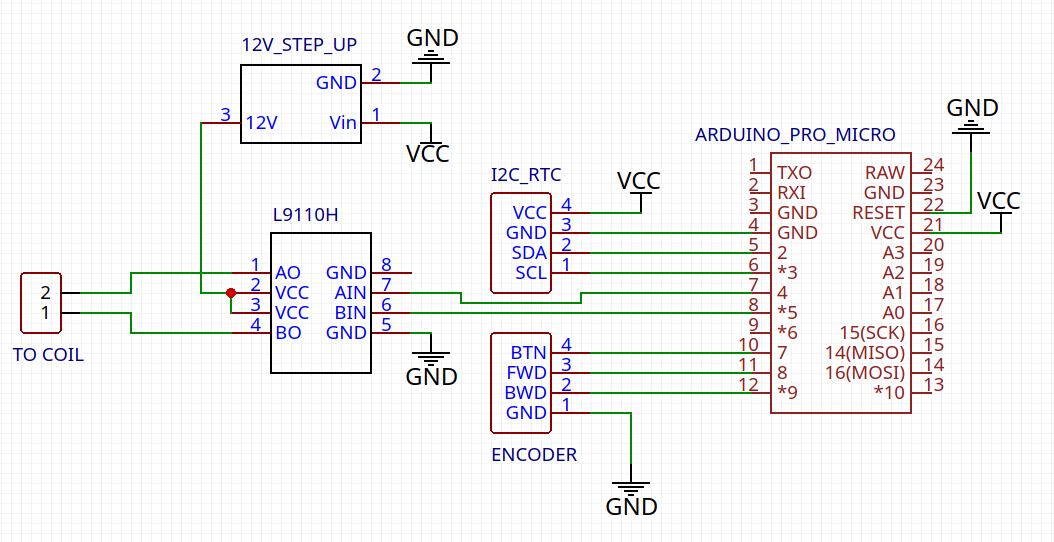 GND
12V_STEP_UP
GND 2
3 12V Vin 1
VCC
GND
ARDUINO_PRO_MICRO
I2C_RTC
VCC
VCC 4
GND 3
SDA 2
SCL 1
VCC
1 TXO RAW 24
2 RXI GND 23
3 GND RESET 22
4 GND VCC 21
5 2 A3 20
6 *3 A2 19
7 4 A1 18
8 *5 A0 17
9 *6 15(SCK) 16
10 7 14(MISO) 15
11 8 16(MOSI) 14
12 *9 *10 13
L9110H
1 AO GND 8
2 VCC AIN 7
3 VCC BIN 6
4 BO GND 5
2
1
TO COIL
GND
BTN 4
FWD 3
BWD 2
GND 1
ENCODER
GND